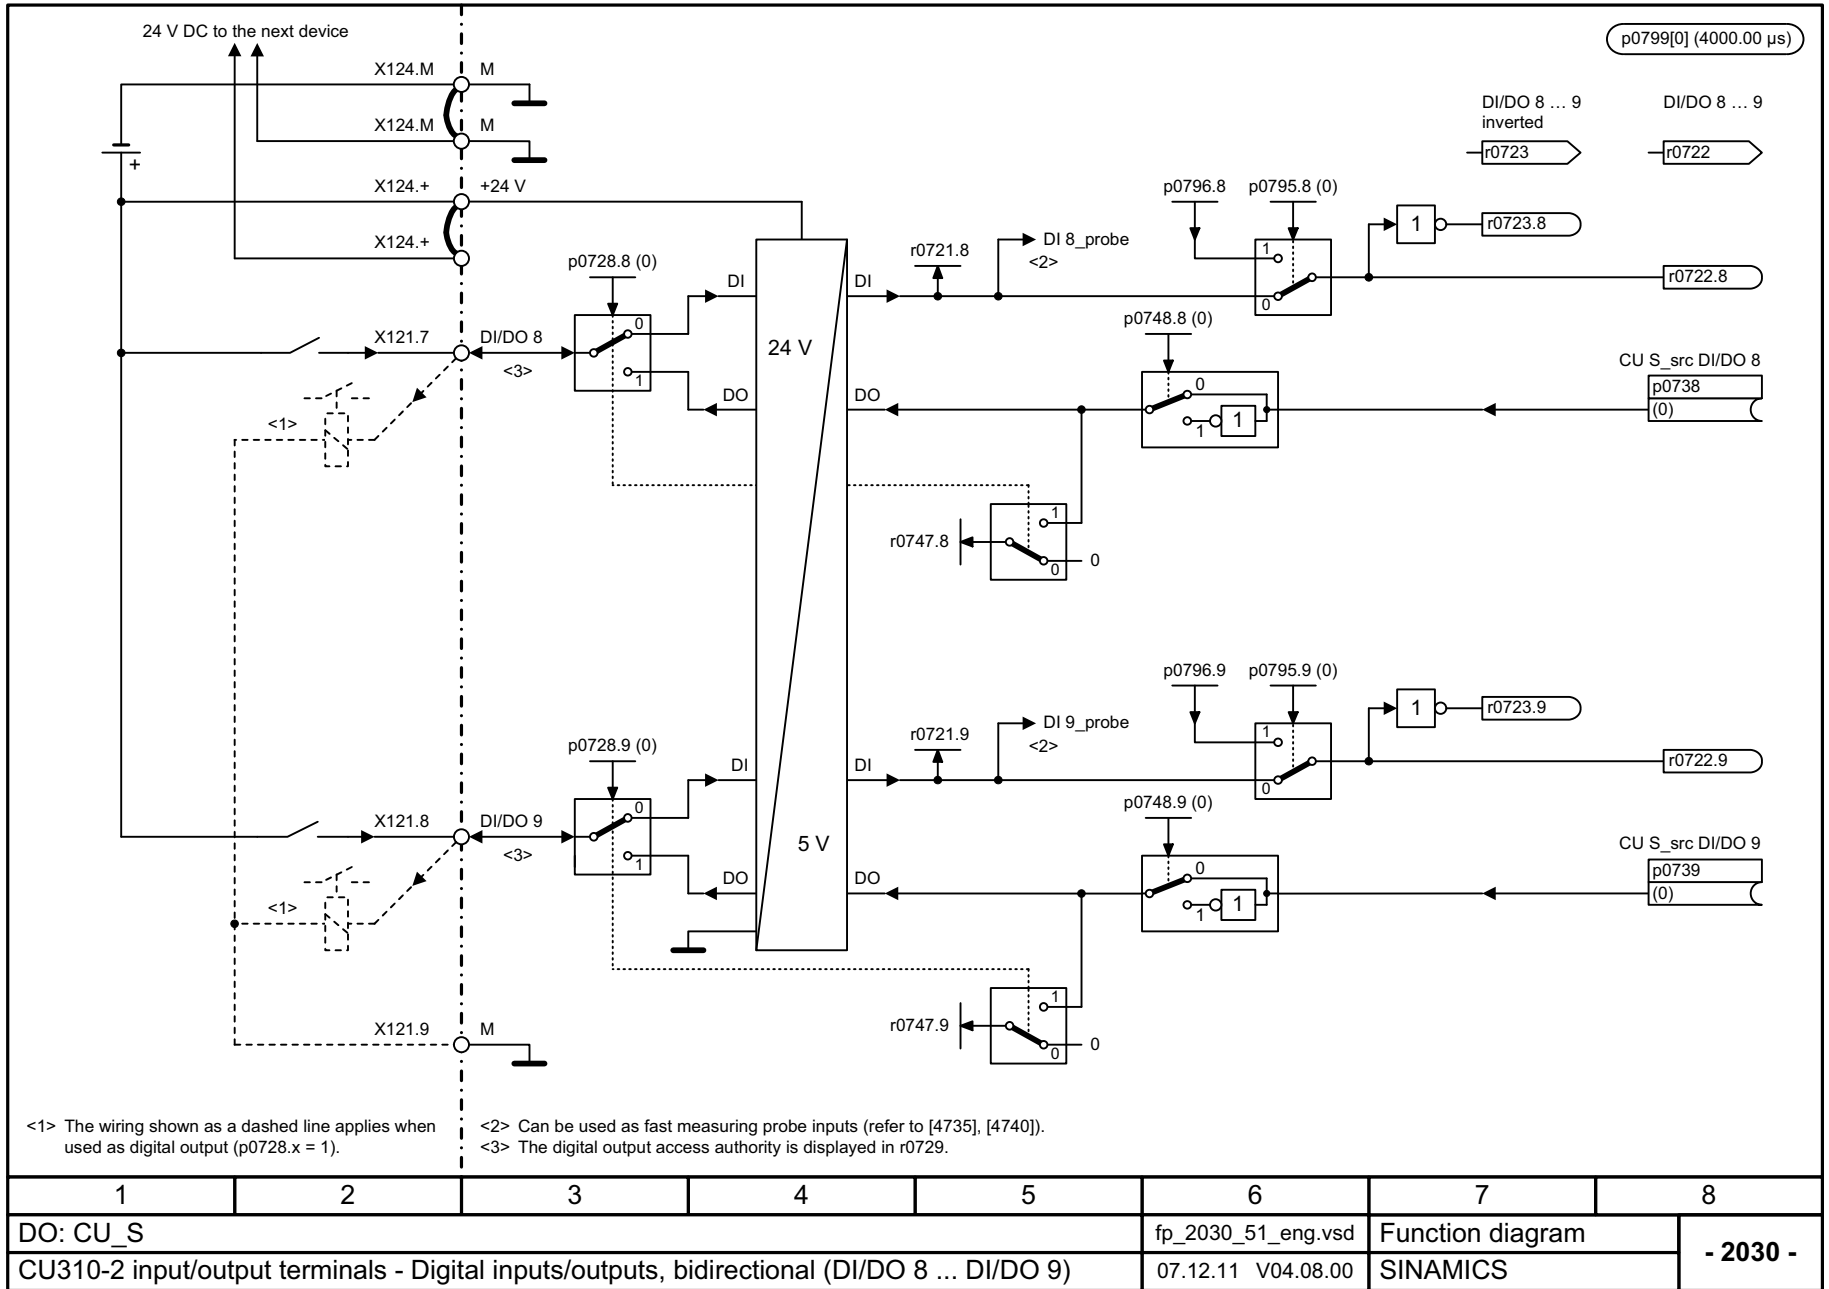 24 V DC to the next device
p0799[0] (4000.00 µs)
X124.M
M
X124.M
M
+
X124.+
+24 V
X124.+
DI/DO 8 … 9
inverted
DI/DO 8 … 9
r0723
r0722
p0796.8
p0795.8 (0)
1
r0723.8
r0721.8
DI 8_probe
<2>
1
0
r0722.8
p0728.8 (0)
DI
DI
X121.7
DI/DO 8
<3>
0
1
24 V
p0748.8 (0)
CU S_src DI/DO 8
p0738
(0)
DO
DO
0
1
1
<1>
r0747.8
1
0
0
p0796.9
p0795.9 (0)
1
r0723.9
r0721.9
DI 9_probe
<2>
1
0
r0722.9
p0728.9 (0)
DI
DI
X121.8
DI/DO 9
<3>
0
1
5 V
p0748.9 (0)
CU S_src DI/DO 9
p0739
(0)
DO
DO
0
1
1
<1>
r0747.9
1
0
0
X121.9
M
<1> The wiring shown as a dashed line applies when
used as digital output (p0728.x = 1).
<2> Can be used as fast measuring probe inputs (refer to [4735], [4740]).
<3> The digital output access authority is displayed in r0729.
1 2 3 4 5 6 7 8
DO: CU_S
fp_2030_51_eng.vsd
Function diagram
- 2030 -
CU310-2 input/output terminals - Digital inputs/outputs, bidirectional (DI/DO 8 ... DI/DO 9)
07.12.11 V04.08.00
SINAMICS